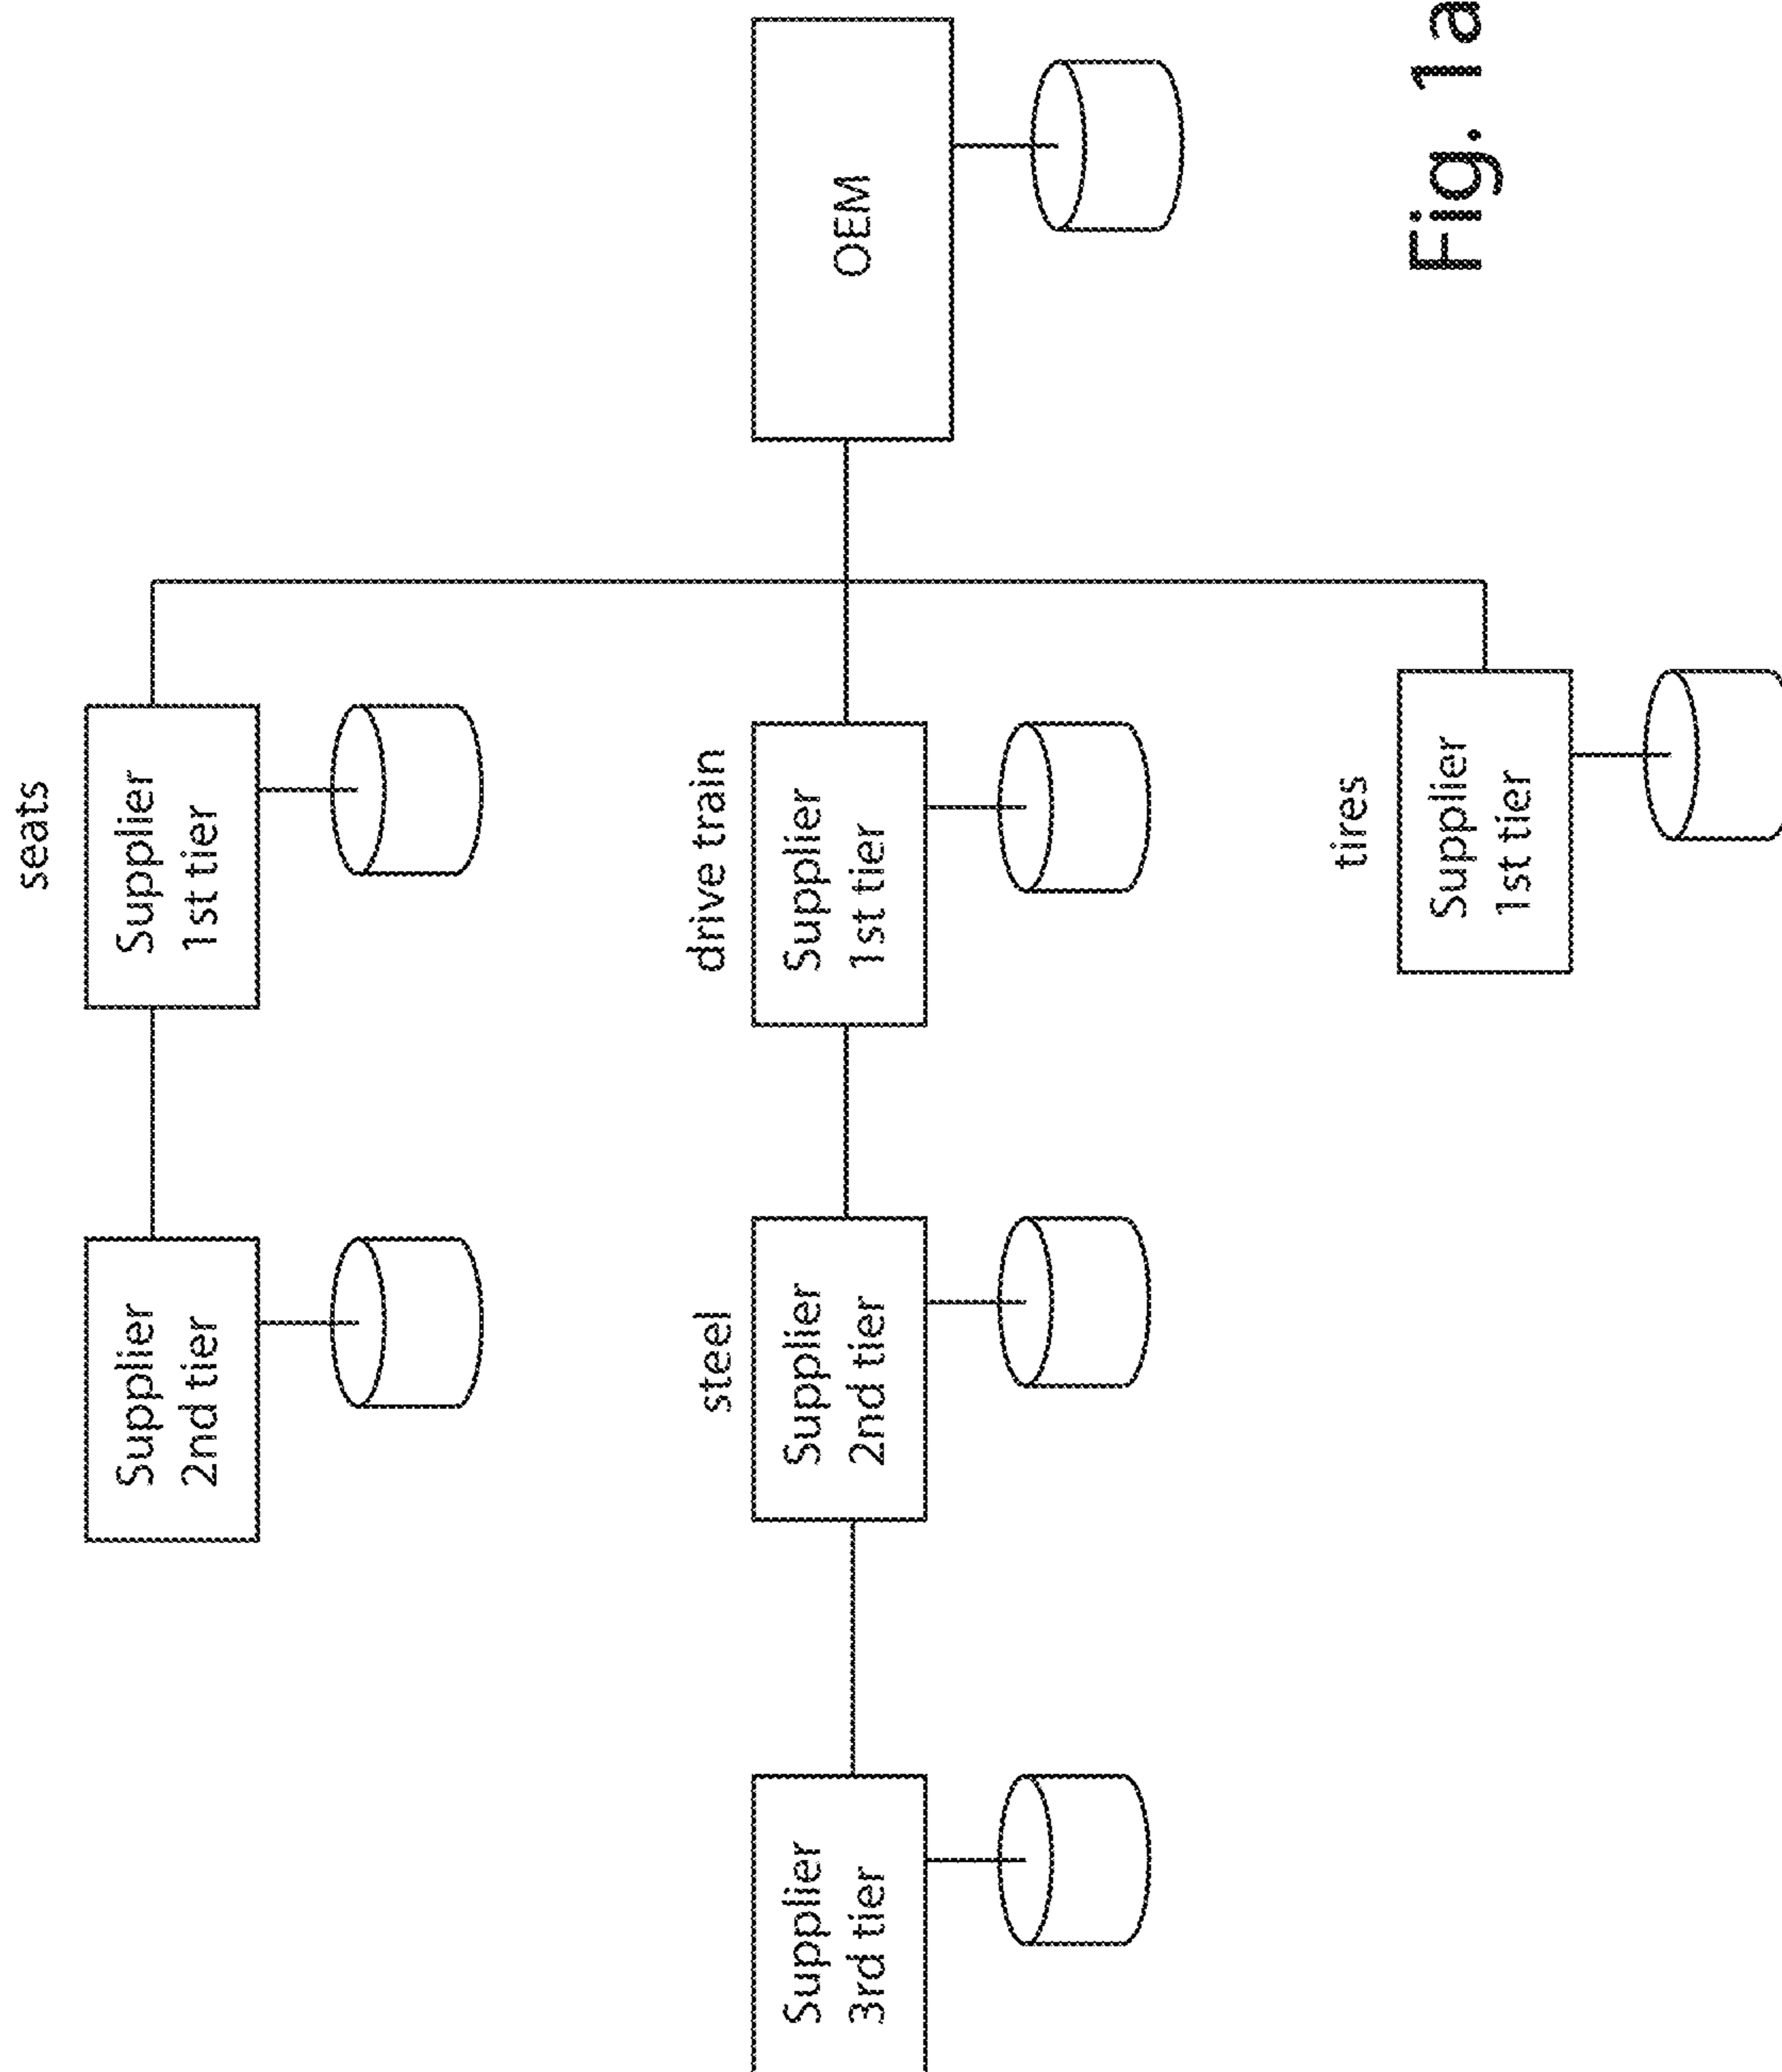 seats
Supplier
2nd tier
Supplier
1st tier
steel
drive train
Supplier
3rd tier
Supplier
2nd tier
Supplier
1st tier
OEM
tires
Supplier
1st tier
Fig. 1a